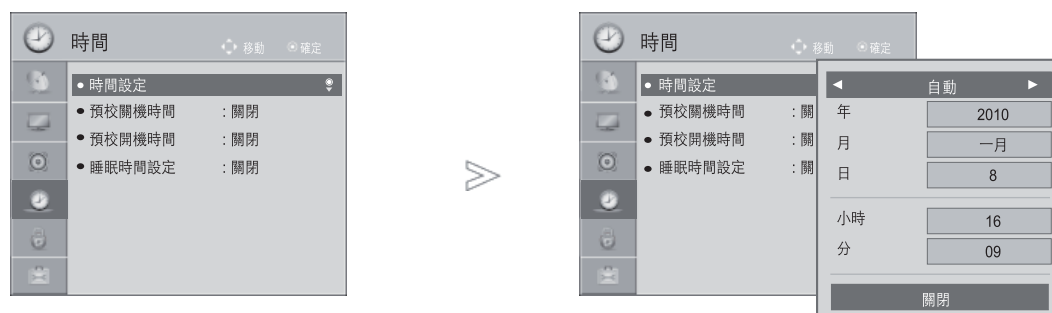 時間 移動 確定
• 時間設定
• 預校關機時間 : 關閉
• 預校開機時間 : 關閉
• 睡眠時間設定 : 關閉
時間 移動 確定
• 時間設定
• 預校關機時間 : 關
• 預校開機時間 : 關
• 睡眠時間設定 : 關
◄ 自動 ►
年 2010
月 一月
日 8
小時 16
分 09
關閉